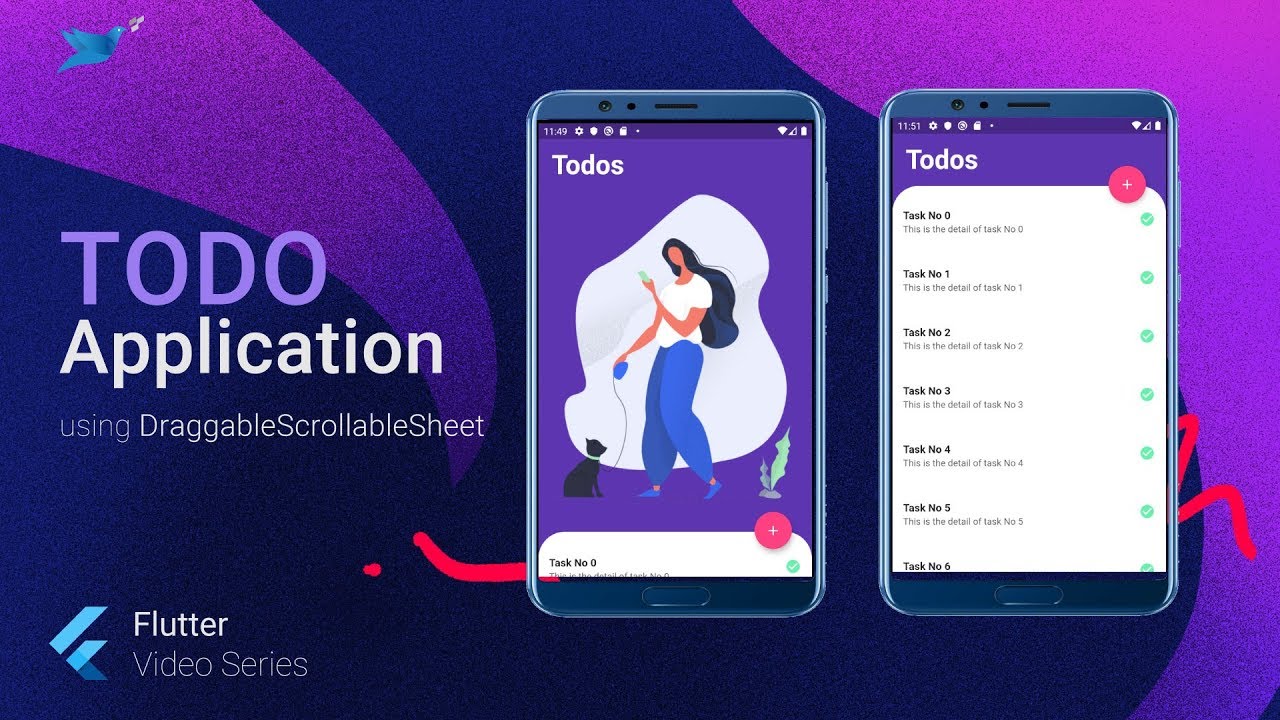 TODO
Application
using DraggableScrollableSheet
Flutter
Video Series
11:49
Todos
Task No 0
This is the detail of task No 0
11:51
Todos
Task No 0
This is the detail of task No 0
Task No 1
This is the detail of task No 1
Task No 2
This is the detail of task No 2
Task No 3
This is the detail of task No 3
Task No 4
This is the detail of task No 4
Task No 5
This is the detail of task No 5
Task No 6